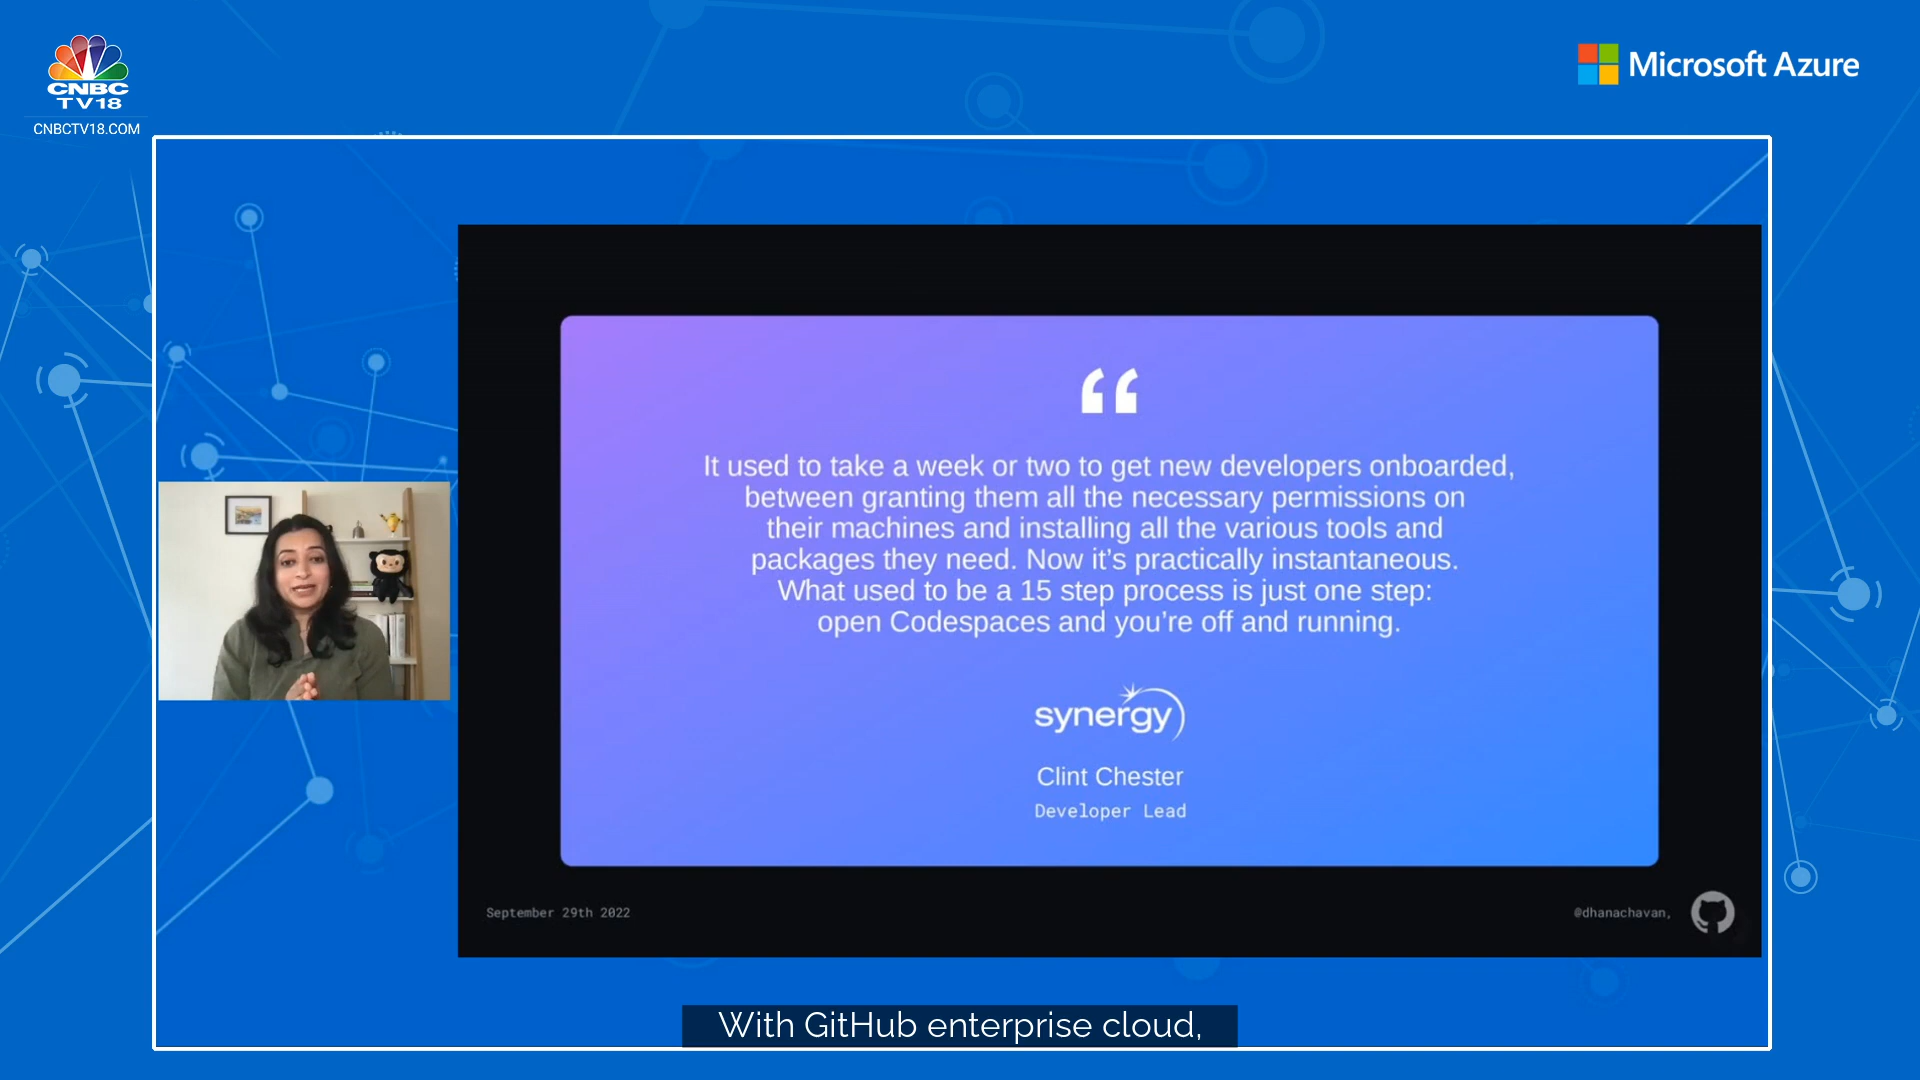 CNBC
TV18
CNBCTV18.COM
Microsoft Azure
“
It used to take a week or two to get new developers onboarded,
between granting them all the necessary permissions on
their machines and installing all the various tools and
packages they need. Now it’s practically instantaneous.
What used to be a 15 step process is just one step:
open Codespaces and you’re off and running.
synergy
Clint Chester
Developer Lead
September 29th 2022
@dhanachavan,
With GitHub enterprise cloud,